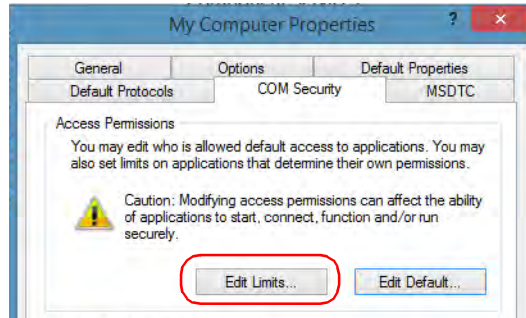 My Computer Properties
?
General Options Default Properties
Default Protocols COM Security MSDTC
Access Permissions
You may edit who is allowed default access to applications. You may
also set limits on applications that determine their own permissions.
Caution: Modifying access permissions can affect the ability
of applications to start, connect, function and/or run
securely.
Edit Limits... Edit Default...